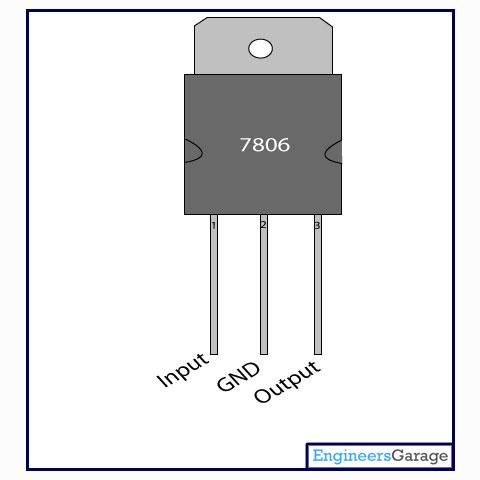 7806
1 2 3
Input GND Output
EngineersGarage